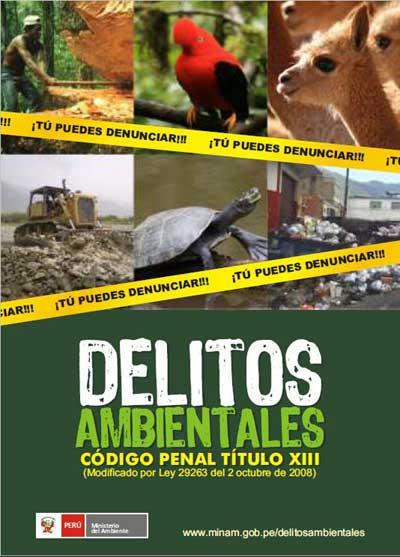 !!!
¡TÚ PUEDES DENUNCIAR!!!
¡TÚ PUEDES DENUNCIAR!!!
¡T
CIAR!!!
¡TÚ PUEDES DENUNCIAR!!!
¡TÚ PUEDES DENUNCIAR!!!
DELITOS
AMBIENTALES
CÓDIGO PENAL TÍTULO XIII
(Modificado por Ley 29263 del 2 octubre de 2008)
PERÚ
Ministerio
del Ambiente
www.minam.gob.pe/delitosambientales